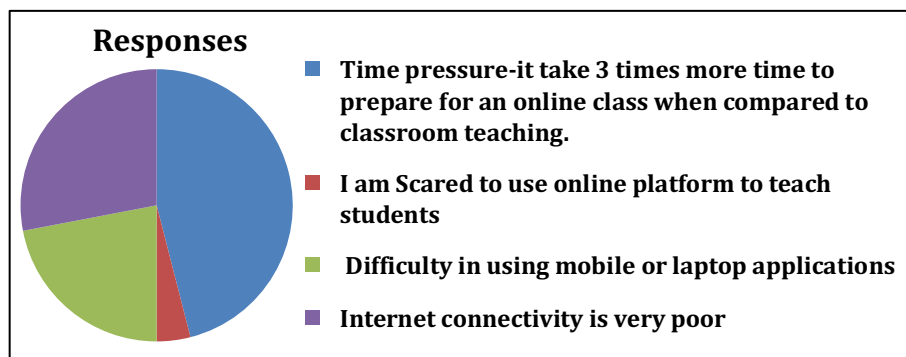 Responses
Time pressure-it take 3 times more time to
prepare for an online class when compared to
classroom teaching.
I am Scared to use online platform to teach
students
Difficulty in using mobile or laptop applications
Internet connectivity is very poor